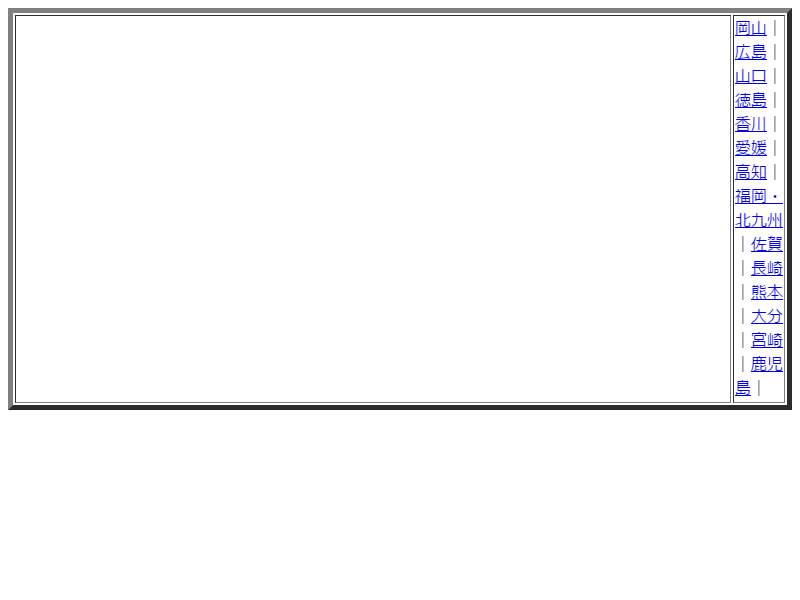 岡山｜
広島｜
山口｜
徳島｜
香川｜
愛媛｜
高知｜
福岡・
北九州
｜佐賀
｜長崎
｜熊本
｜大分
｜宮崎
｜鹿児
島｜